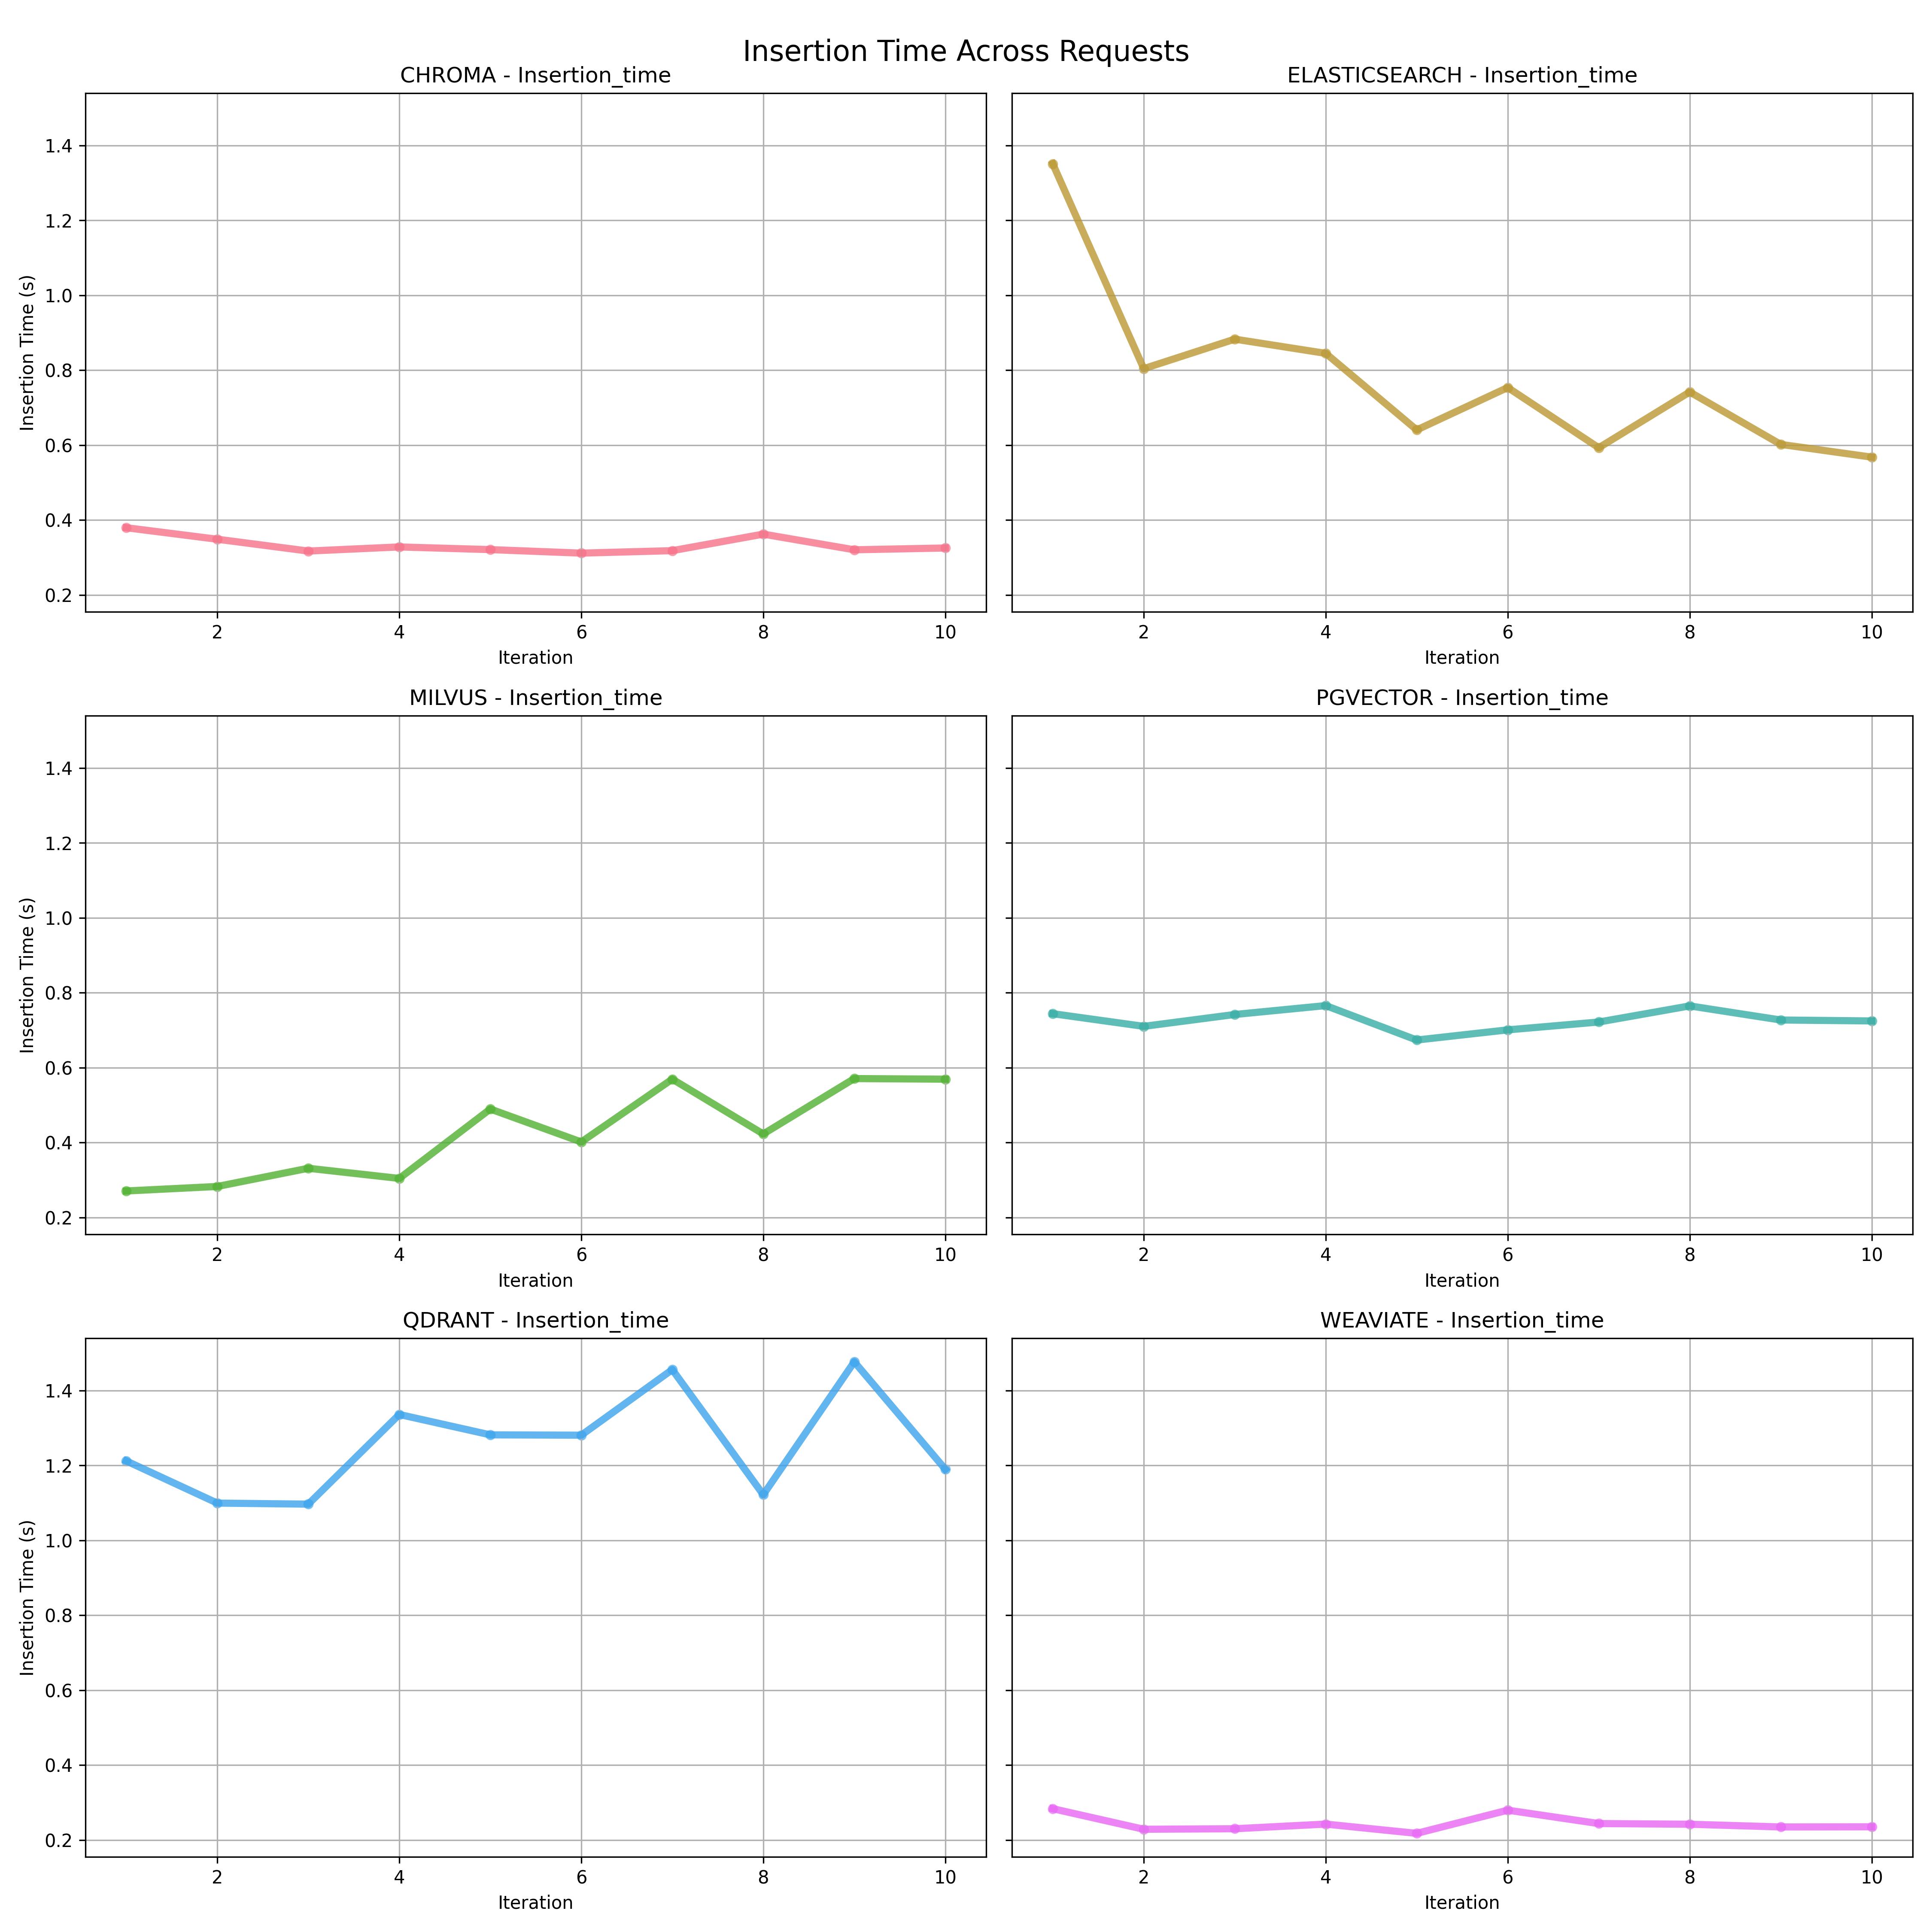 Insertion Time Across Requests
CHROMA - Insertion_time
1.4
1.2
1.0
0.8
0.6
0.4
0.2
Insertion Time (s)
2 4 6 8 10
Iteration
ELASTICSEARCH - Insertion_time
2 4 6 8 10
Iteration
MILVUS - Insertion_time
1.4
1.2
1.0
0.8
0.6
0.4
0.2
Insertion Time (s)
2 4 6 8 10
Iteration
PGVECTOR - Insertion_time
2 4 6 8 10
Iteration
QDRANT - Insertion_time
1.4
1.2
1.0
0.8
0.6
0.4
0.2
Insertion Time (s)
2 4 6 8 10
Iteration
WEAVIATE - Insertion_time
2 4 6 8 10
Iteration